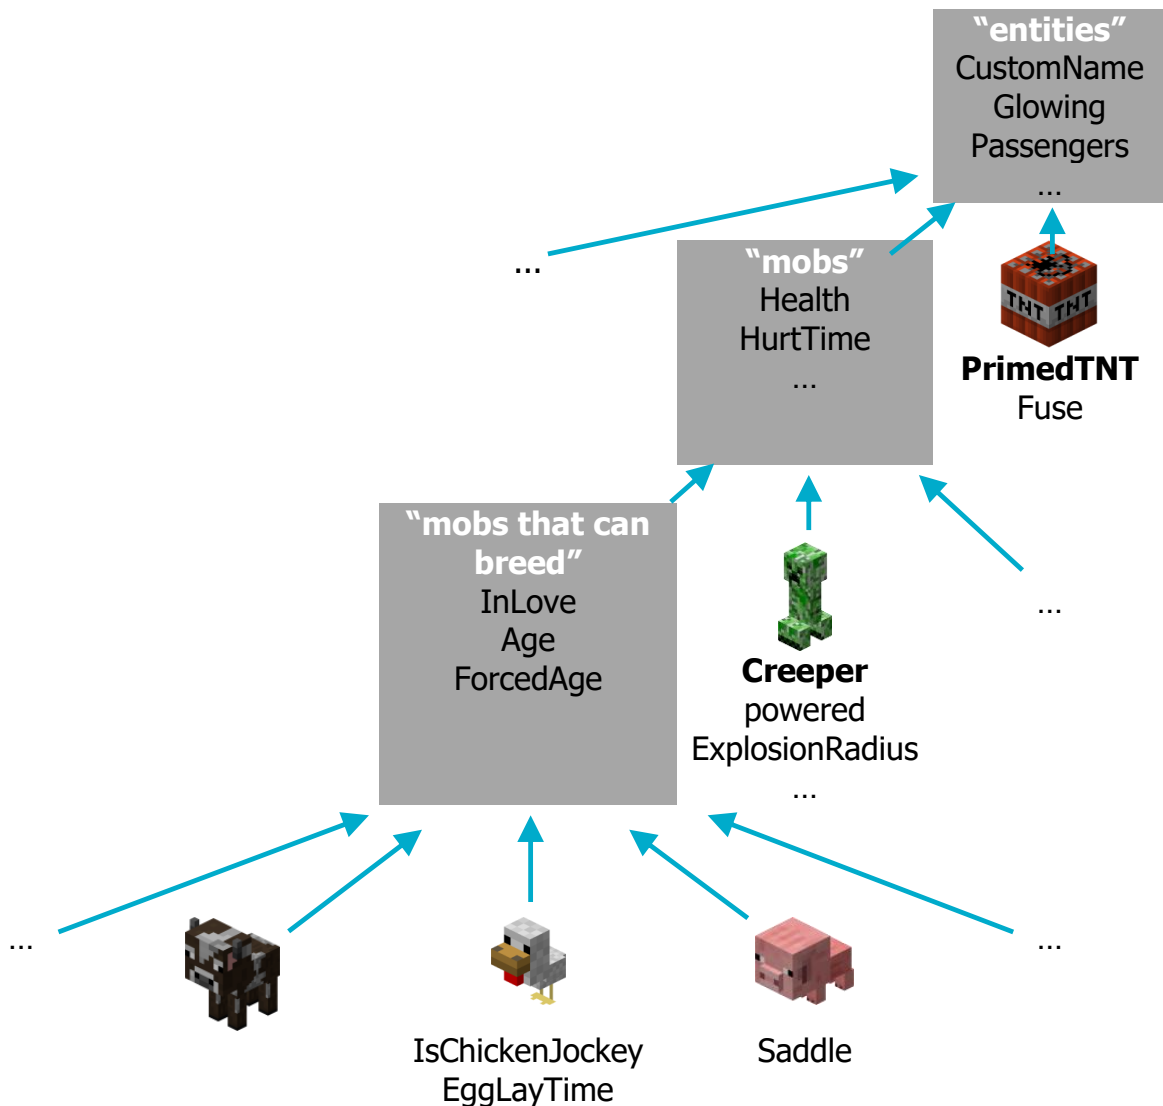 “entities”
CustomName
Glowing
Passengers
...
...
“mobs”
Health
HurtTime
...
TNT TNT
PrimedTNT
Fuse
“mobs that can
breed”
InLove
Age
ForcedAge
...
Creeper
powered
ExplosionRadius
...
...
...
IsChickenJockey
EggLayTime
Saddle